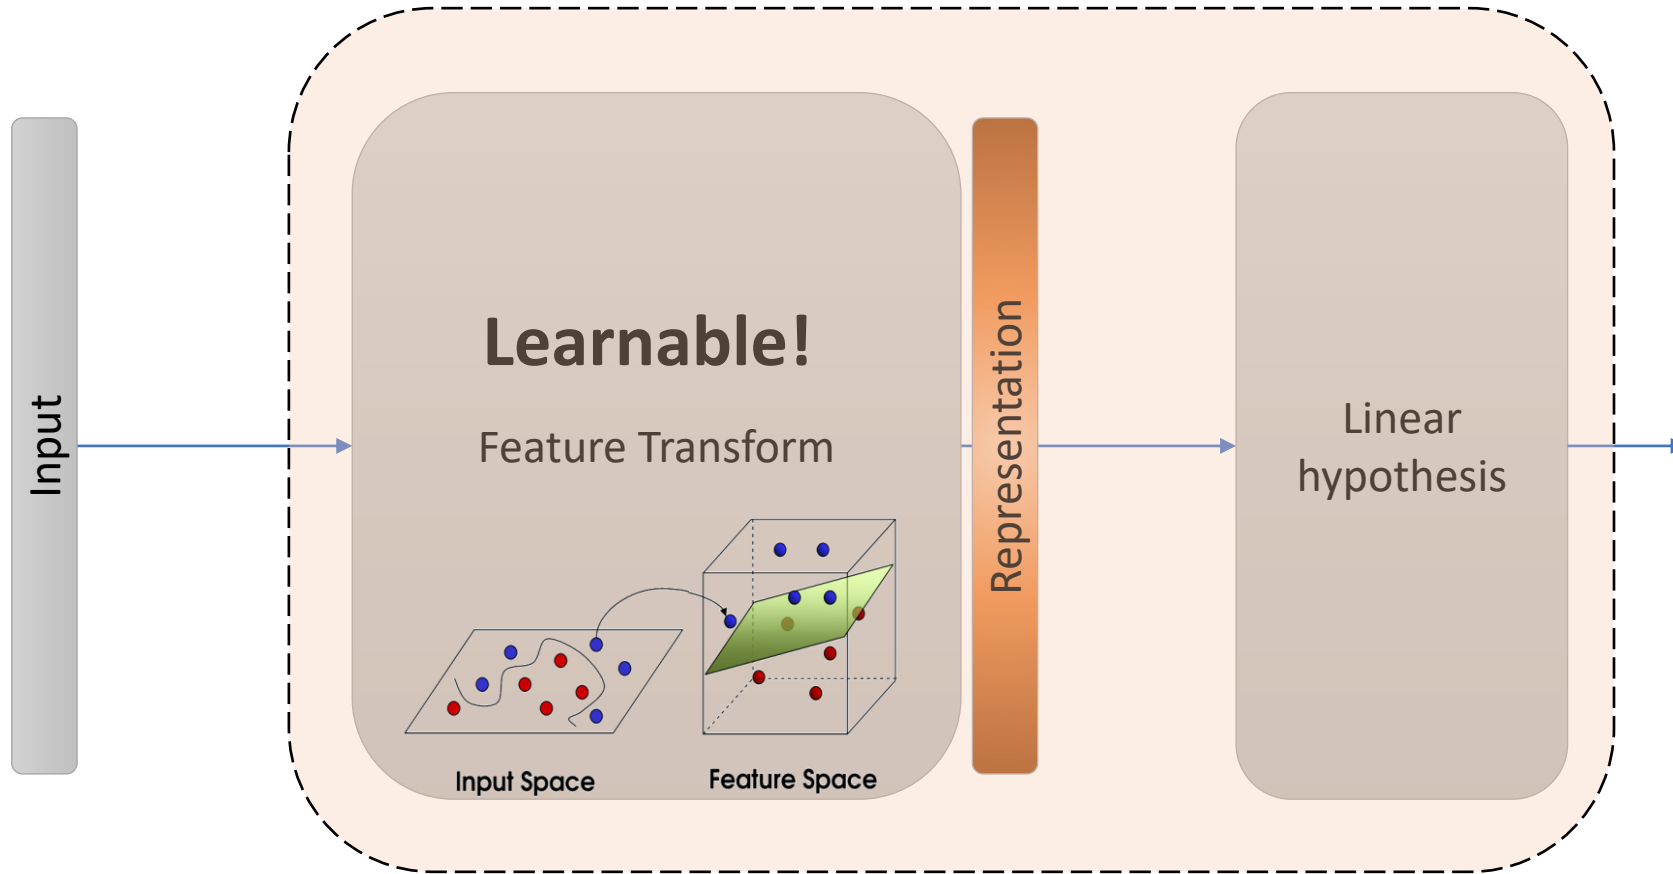 Input
Learnable!
Feature Transform
Input Space
Feature Space
Representation
Linear
hypothesis